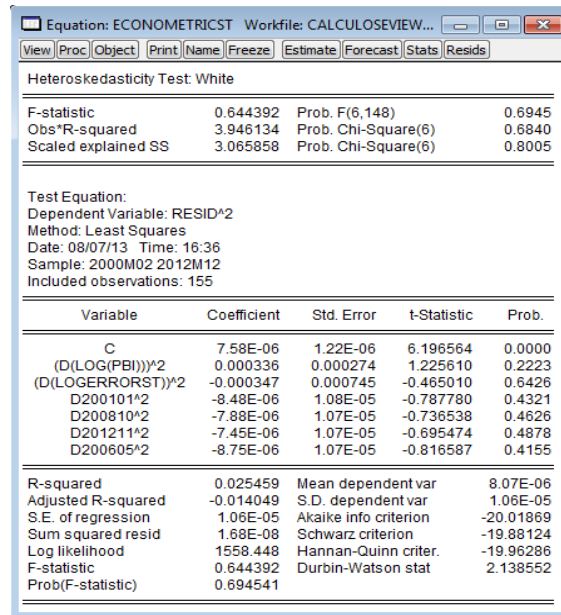 Equation: ECONOMETRICST Workfile: CALCULOSEVIEW...
View Proc Object Print Name Freeze Estimate Forecast Stats Resids
Heteroskedasticity Test: White
F-statistic 0.644392 Prob. F(6,148) 0.6945
Obs*R-squared 3.946134 Prob. Chi-Square(6) 0.6840
Scaled explained SS 3.065858 Prob. Chi-Square(6) 0.8005
Test Equation:
Dependent Variable: RESID^2
Method: Least Squares
Date: 08/07/13 Time: 16:36
Sample: 2000M02 2012M12
Included observations: 155
Variable Coefficient Std. Error t-Statistic Prob.
C 7.58E-06 1.22E-06 6.196564 0.0000
(D(LOG(PBI)))^2 0.000336 0.000274 1.225610 0.2223
(D(LOGERRORST))^2 -0.000347 0.000745 -0.465010 0.6426
D200101^2 -8.48E-06 1.08E-05 -0.787780 0.4321
D200810^2 -7.88E-06 1.07E-05 -0.736538 0.4626
D201211^2 -7.45E-06 1.07E-05 -0.695474 0.4878
D200605^2 -8.75E-06 1.07E-05 -0.816587 0.4155
R-squared 0.025459 Mean dependent var 8.07E-06
Adjusted R-squared -0.014049 S.D. dependent var 1.06E-05
S.E. of regression 1.06E-05 Akaike info criterion -20.01869
Sum squared resid 1.68E-08 Schwarz criterion -19.88124
Log likelihood 1558.448 Hannan-Quinn criter. -19.96286
F-statistic 0.644392 Durbin-Watson stat 2.138552
Prob(F-statistic) 0.694541